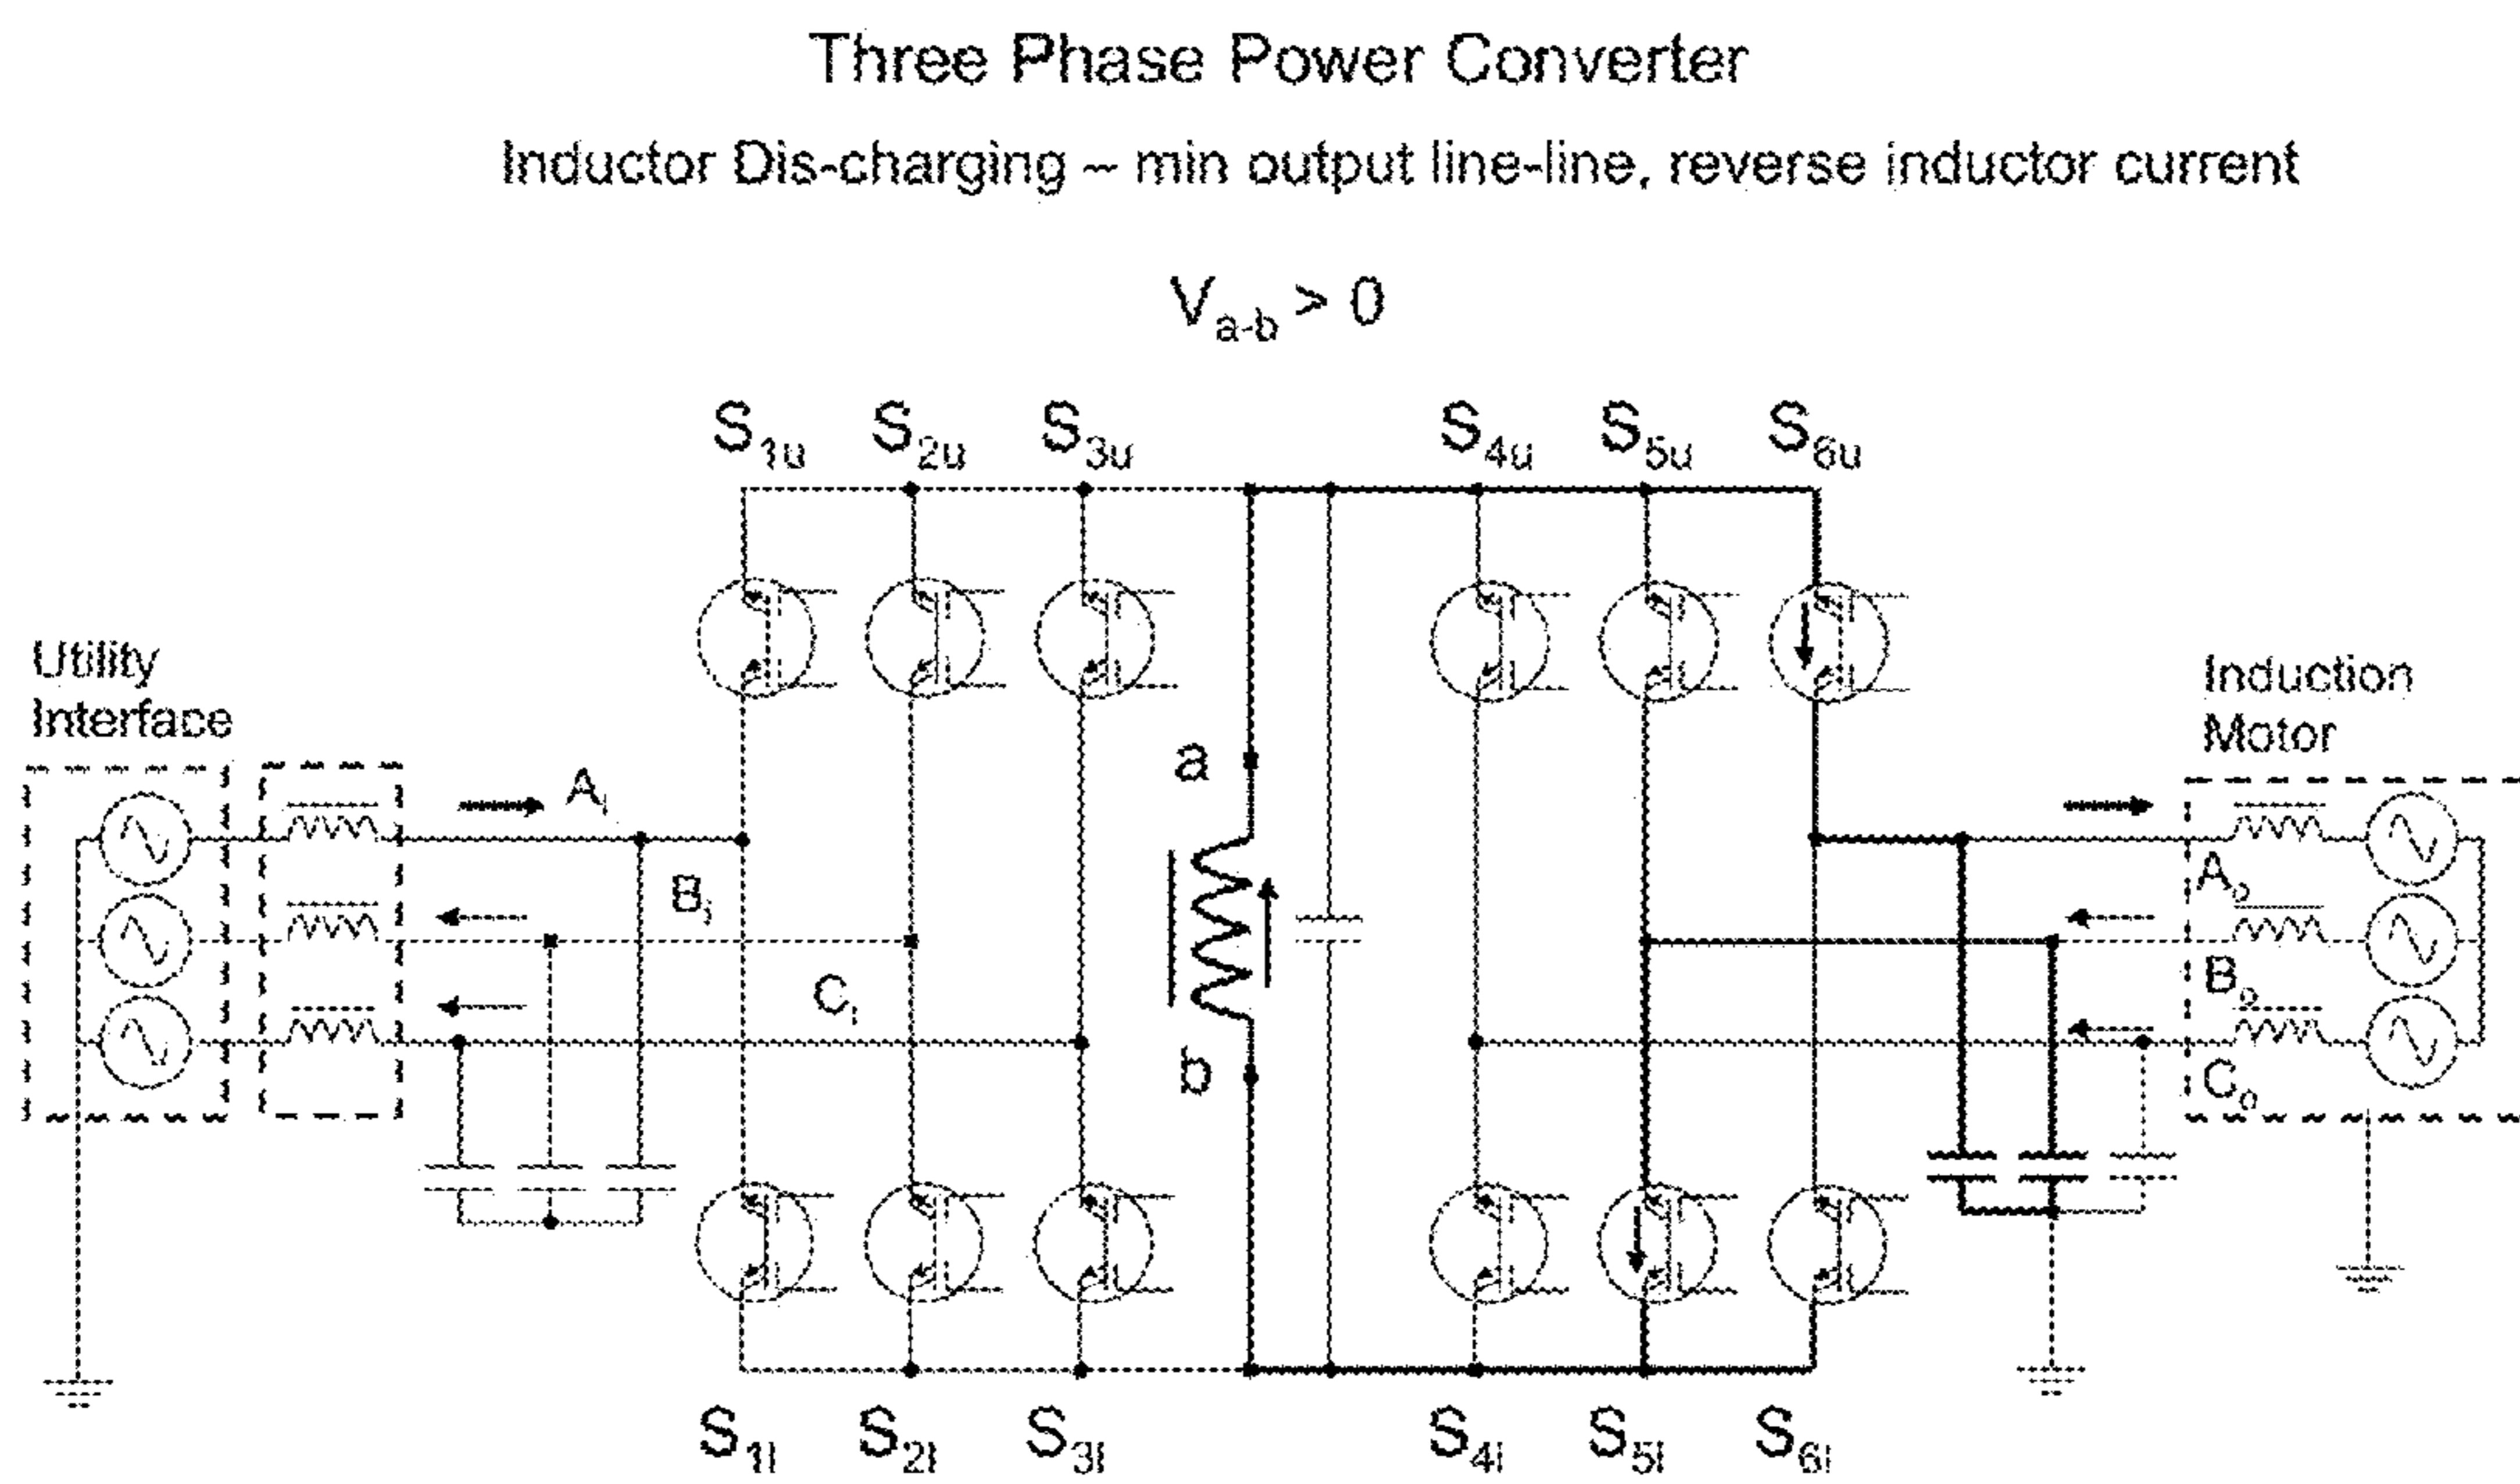 Three Phase Power Converter
Inductor Dis-charging – min output line-line, reverse inductor current
V a-b > 0
S1u S2u S3u S4u S5u S6u
Utility
Interface
Induction
Motor
a
Ai
Bi
Ao
Ci
Bo
b
Co
S1l S2l S3l S4l S5l S6l